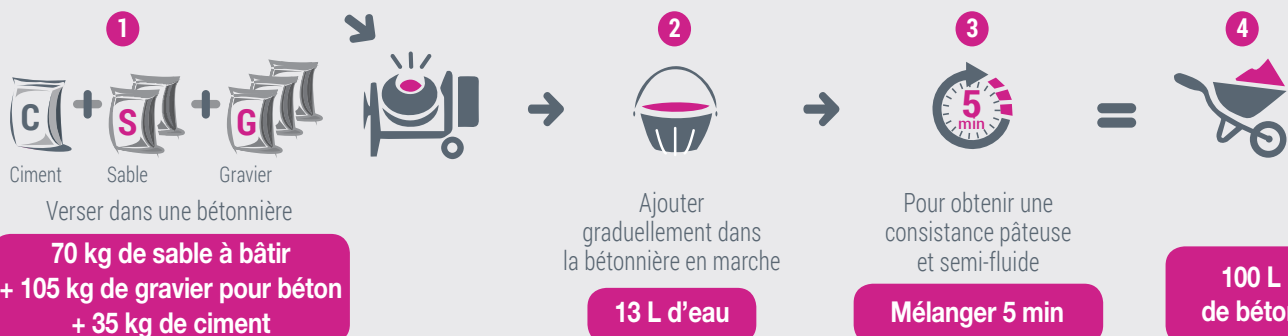 1
C
S
G
Ciment
Sable
Gravier
Verser dans une bétonnière
70 kg de sable à bâtir
+ 105 kg de gravier pour béton
+ 35 kg de ciment
2
Ajouter
graduellement dans
la bétonnière en marche
13 L d’eau
3
5
min
Pour obtenir une
consistance pâteuse
et semi-fluide
Mélanger 5 min
4
100 L
de béto